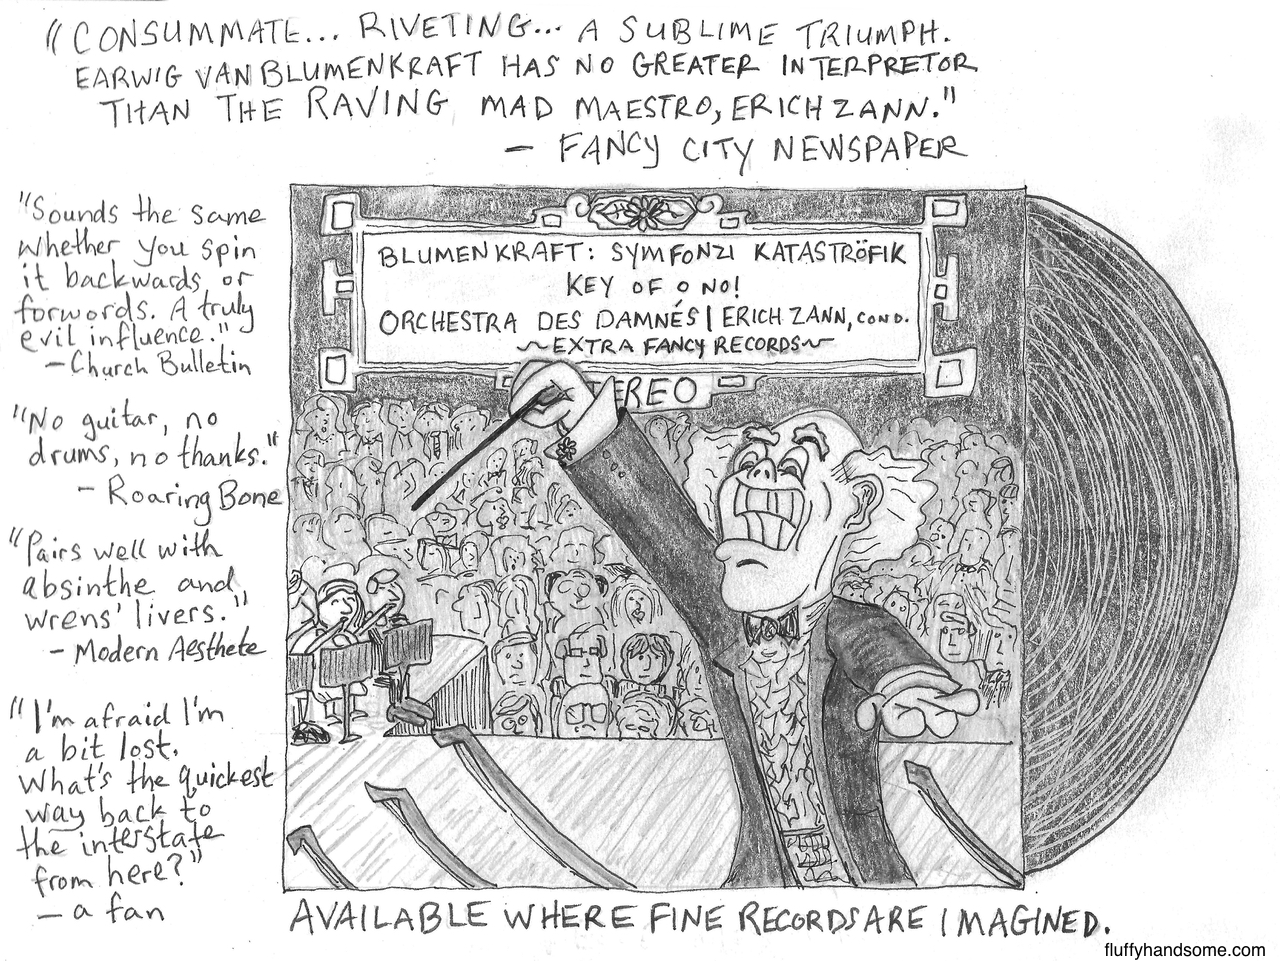 "CONSUMMATE... RIVETING... A SUBLIME TRIUMPH.
EARWIG VAN BLUMENKRAFT HAS NO GREATER INTERPRETOR
THAN THE RAVING MAD MAESTRO, ERICH ZANN."
- FANCY CITY NEWSPAPER
"Sounds the same
whether you spin
it backwards, or
forwords. A truly
evil influence."
- Church Bulletin
"No guitar, no
drums, no thanks."
- Roaring Bone
"Pairs well with
absinthe and
wrens' livers."
- Modern Aesthete
"I'm afraid I'm
a bit lost.
What's the quickest
way back to
the interstate
from here?"
- a fan
BLUMENKRAFT: SYMFONZI KATASTRÖFIK
KEY OF O NO!
ORCHESTRA DES DAMNÉS | ERICH ZANN, COND.
~EXTRA FANCY RECORDS~
TEREO
AVAILABLE WHERE FINE RECORDS ARE IMAGINED.
fluffyhandsome.com